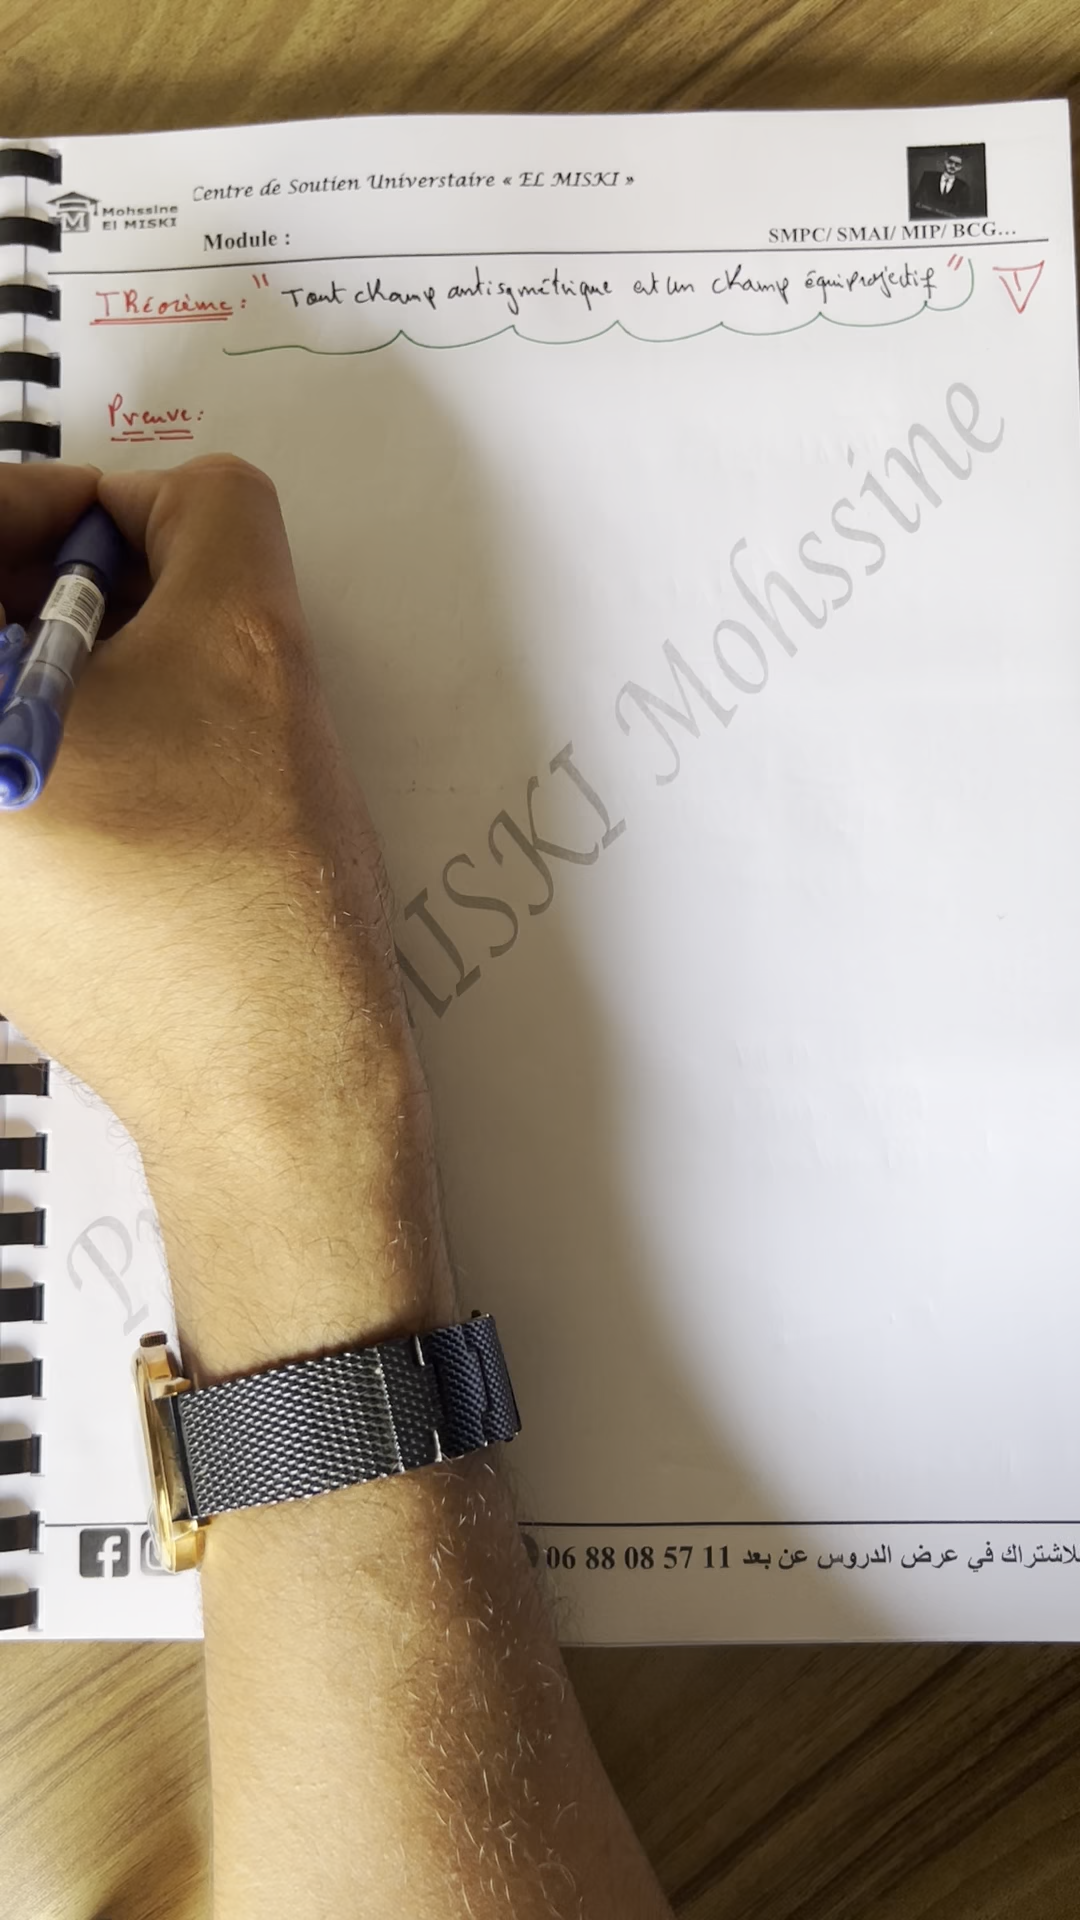 Centre de Soutien Universtaire « EL MISKI »
Mohssine
El MISKI
Module :
SMPC/ SMAI/ MIP/ BCG...
Théorème : " Tout champ antisymétrique est un champ équiprojectif "
Preuve :
MISKI Mohssine
06 88 08 57 11 للاشتراك في عرض الدروس عن بعد